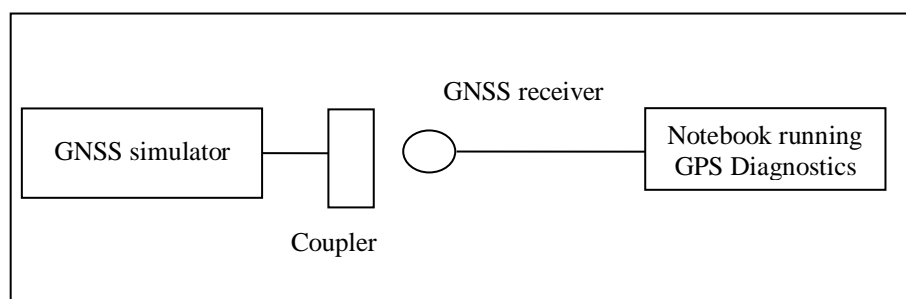 GNSS receiver
GNSS simulator
Notebook running
GPS Diagnostics
Coupler